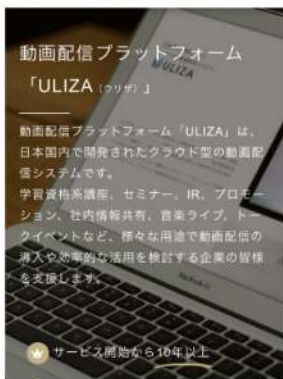 ULIZA
動画配信プラットフォーム
「ULIZA（ウリザ）」
動画配信プラットフォーム「ULIZA」は、
日本国内で開発されたクラウド型の動画配
信システムです。
学習資格系講座、セミナー、IR、プロモー
ション、社内情報共有、音楽ライブ、トー
クイベントなど、様々な用途で動画配信の
導入や効率的な活用を検討する企業の皆様
を支援します。
サービス開始から10年以上